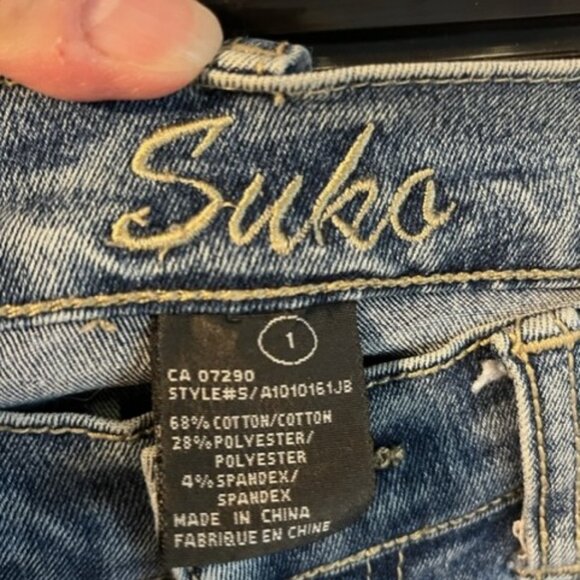 Suko
1
CA 07290
STYLE#S/A1010161JB
68% COTTON/COTTON
28% POLYESTER/
POLYESTER
4% SPANDEX/
SPANDEX
MADE IN CHINA
FABRIQUE EN CHINE